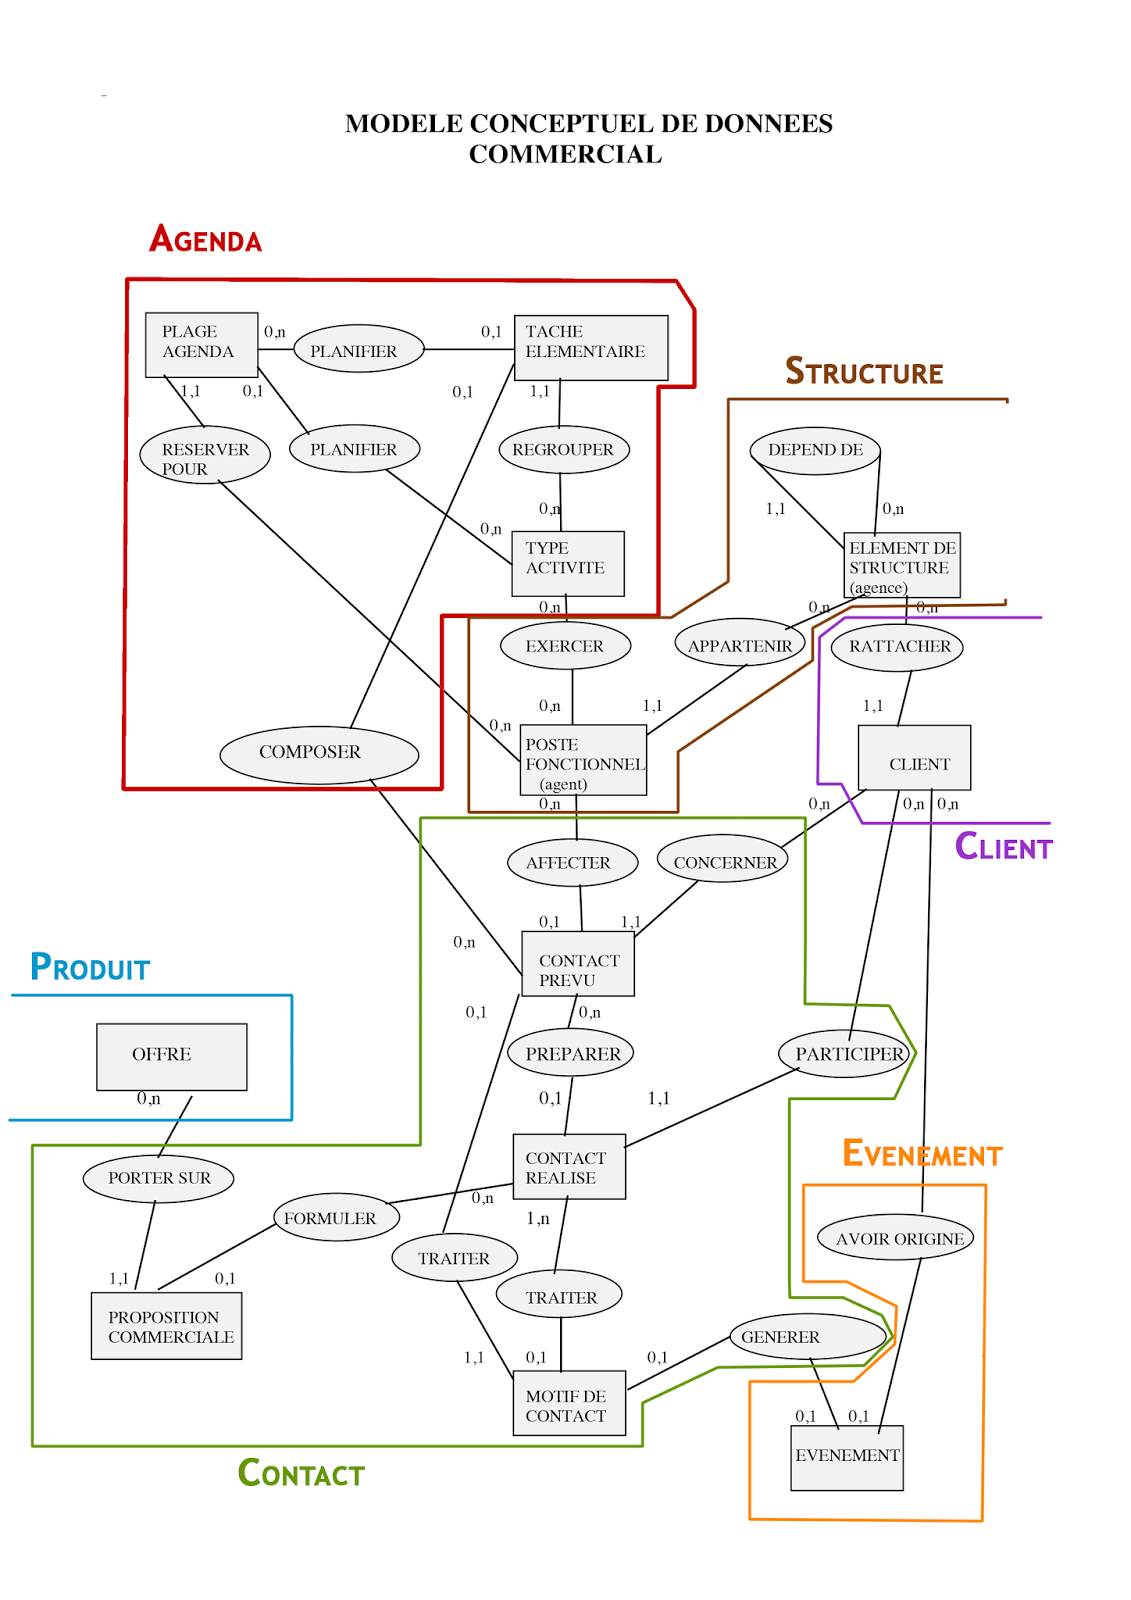 MODELE CONCEPTUEL DE DONNEES
COMMERCIAL
AGENDA
PLAGE
AGENDA
0,n
PLANIFIER
0,1
TACHE
ELEMENTAIRE
1,1
0,1
0,1
1,1
STRUCTURE
RESERVER
POUR
PLANIFIER
REGROUPER
DEPEND DE
1,1
0,n
0,n
0,n
TYPE
ACTIVITE
ELEMENT DE
STRUCTURE
(agence)
0,n
0,n
0,n
EXERCER
APPARTENIR
RATTACHER
0,n
1,1
1,1
0,n
COMPOSER
POSTE
FONCTIONNEL
(agent)
CLIENT
0,n
0,n
0,n
0,n
CLIENT
AFFECTER
CONCERNER
0,1
1,1
0,n
PRODUIT
CONTACT
PREVU
0,1
0,n
OFFRE
PREPARER
PARTICIPER
0,n
0,1
1,1
EVENEMENT
PORTER SUR
CONTACT
REALISE
0,n
FORMULER
1,n
AVOIR ORIGINE
TRAITER
1,1
0,1
TRAITER
PROPOSITION
COMMERCIALE
GENERER
1,1
0,1
0,1
MOTIF DE
CONTACT
0,1
0,1
EVENEMENT
CONTACT